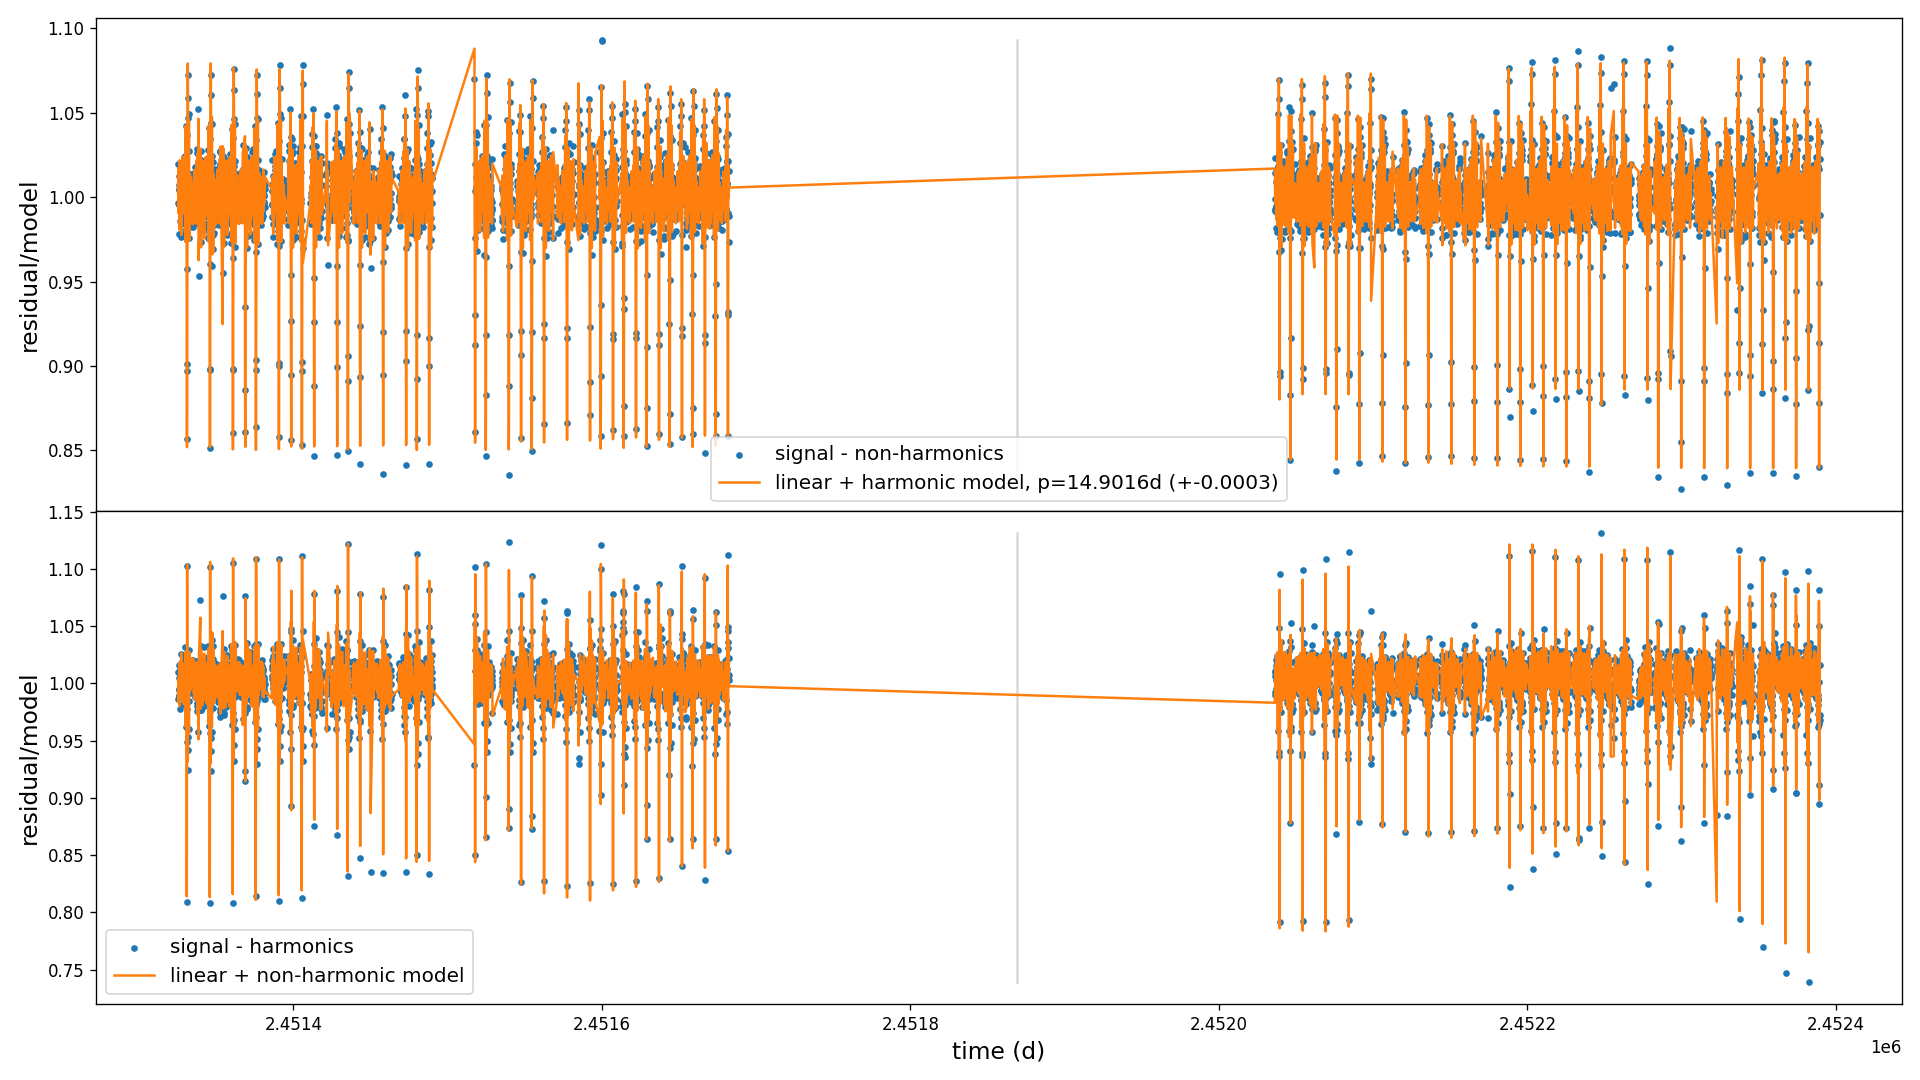 1.10
1.05
1.00
0.95
0.90
0.85
residual/model
signal - non-harmonics
linear + harmonic model, p=14.9016d (+-0.0003)
1.15
1.10
1.05
1.00
0.95
0.90
0.85
0.80
0.75
residual/model
signal - harmonics
linear + non-harmonic model
2.4514
2.4516
2.4518
2.4520
2.4522
2.4524
1e6
time (d)